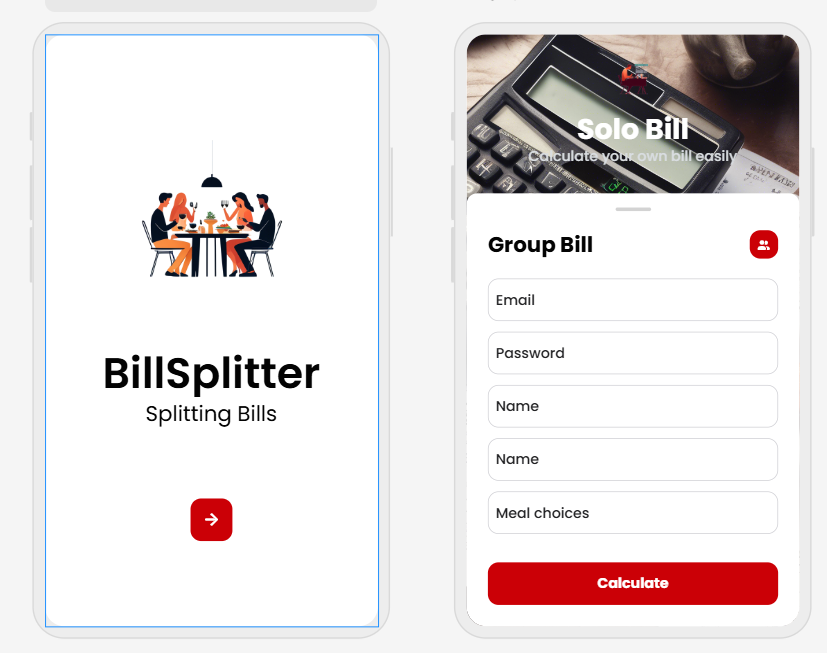 BillSplitter
Splitting Bills
Solo Bill
Calculate your own bill easily
Group Bill
Email
Password
Name
Name
Meal choices
Calculate